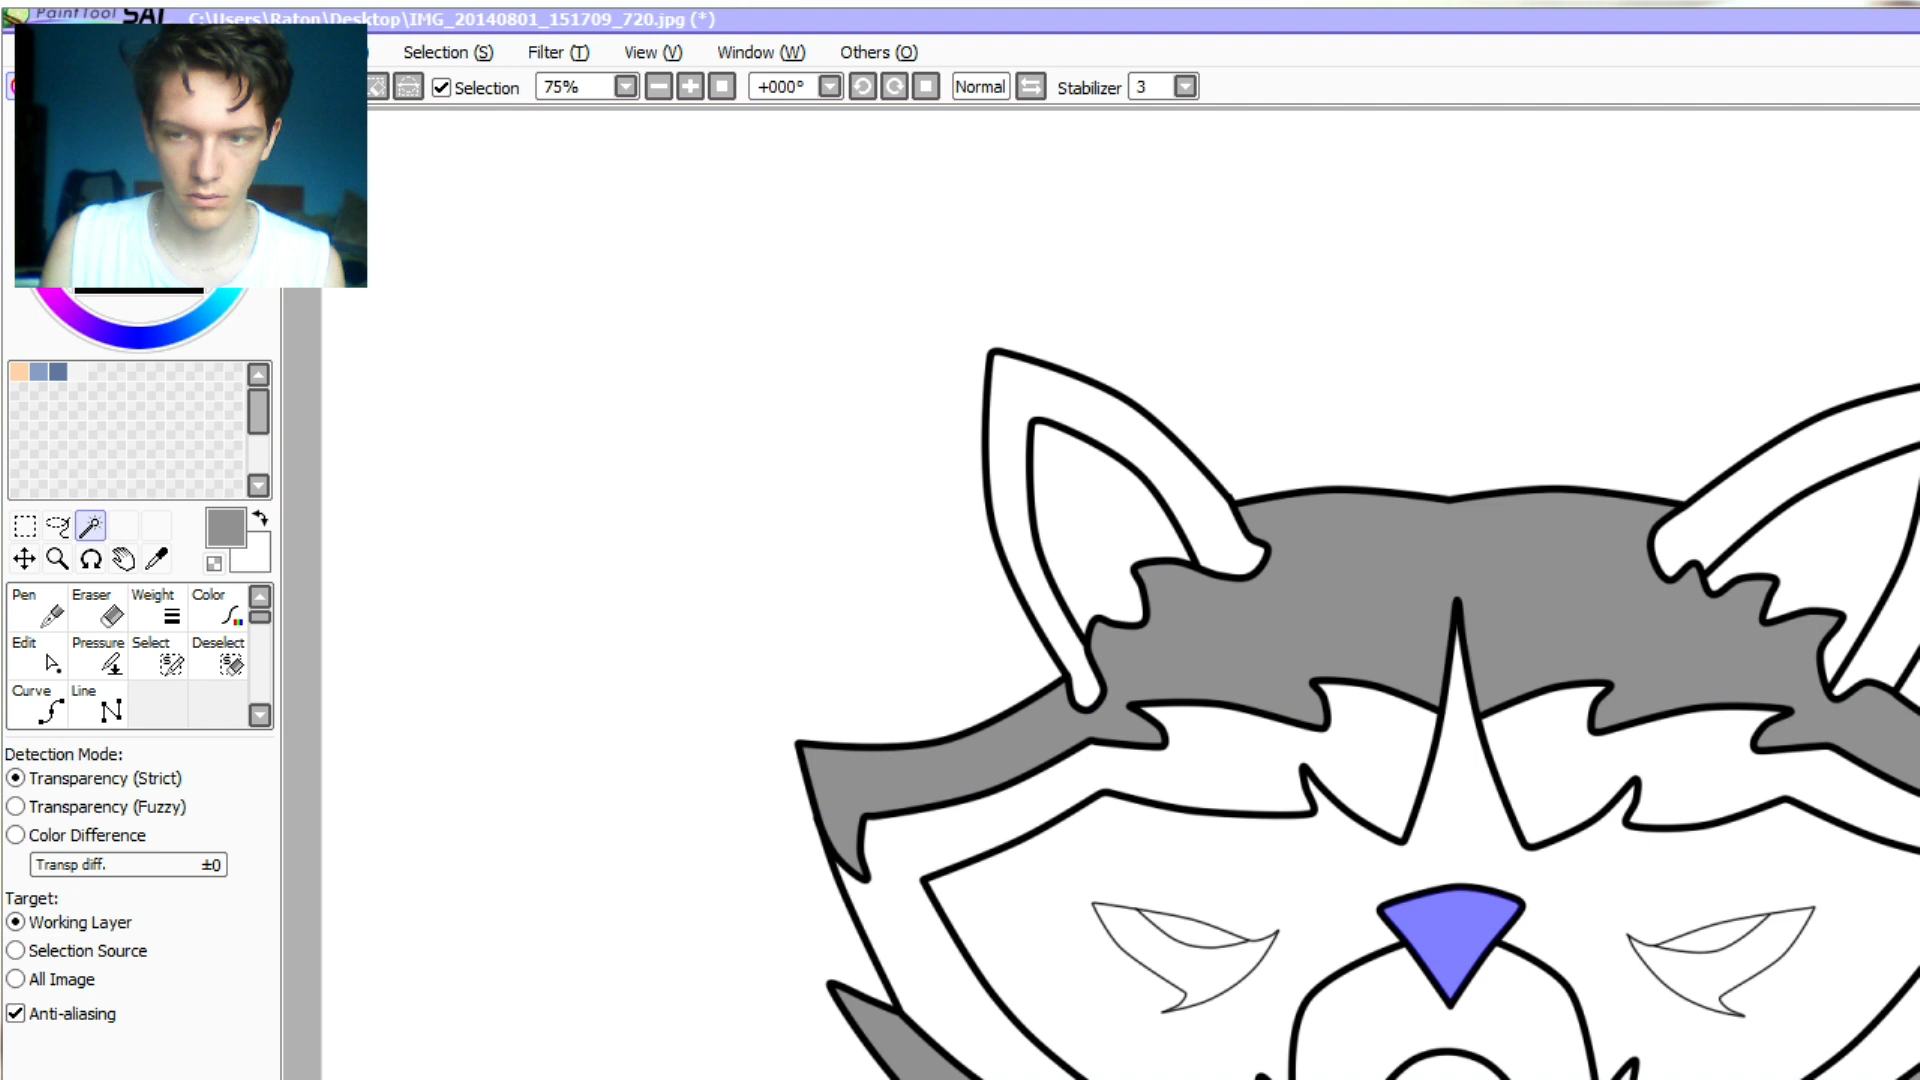 PaintTool SAI C:\Users\Raton\Desktop\IMG_20140801_151709_720.jpg (*)
Selection (S) Filter (T) View (V) Window (W) Others (O)
Selection 75% +000° Normal Stabilizer 3
Pen Eraser Weight Color
Edit Pressure Select Deselect
Curve Line
Detection Mode:
Transparency (Strict)
Transparency (Fuzzy)
Color Difference
Transp diff. ±0
Target:
Working Layer
Selection Source
All Image
Anti-aliasing